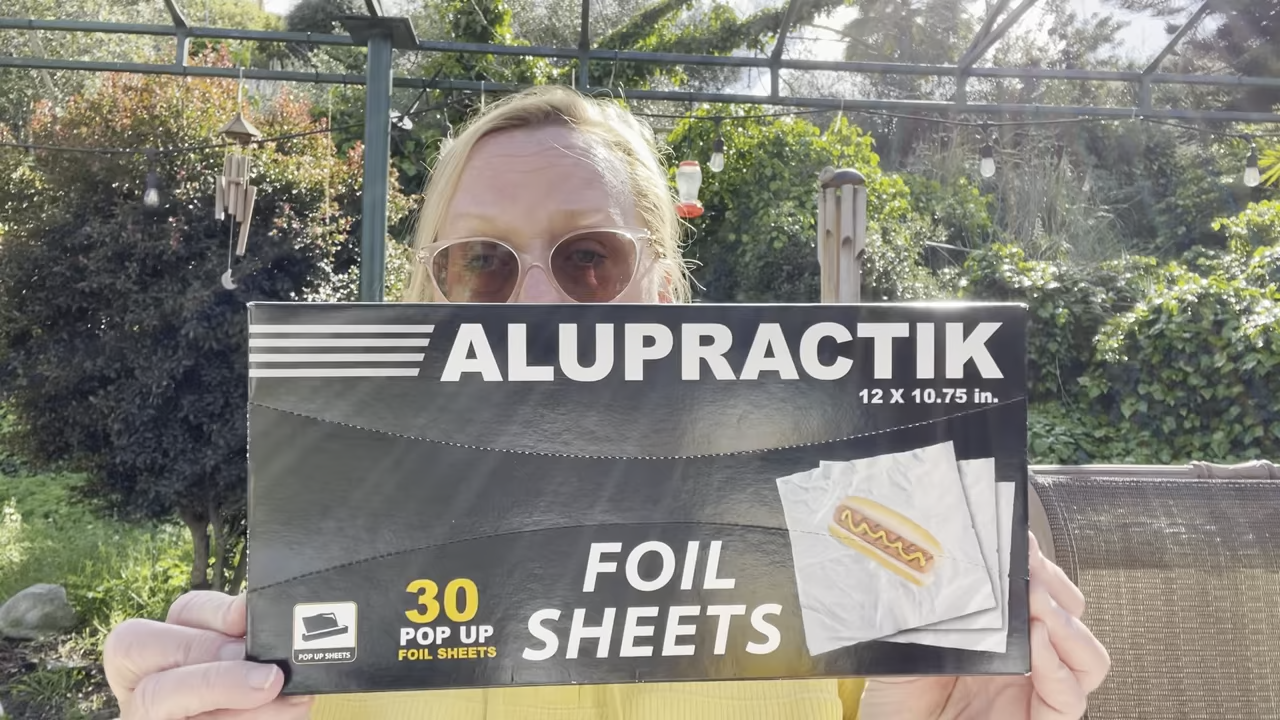 ALUPRACTIK
12 X 10.75 in.
FOIL
SHEETS
30
POP UP
FOIL SHEETS
POP UP SHEETS